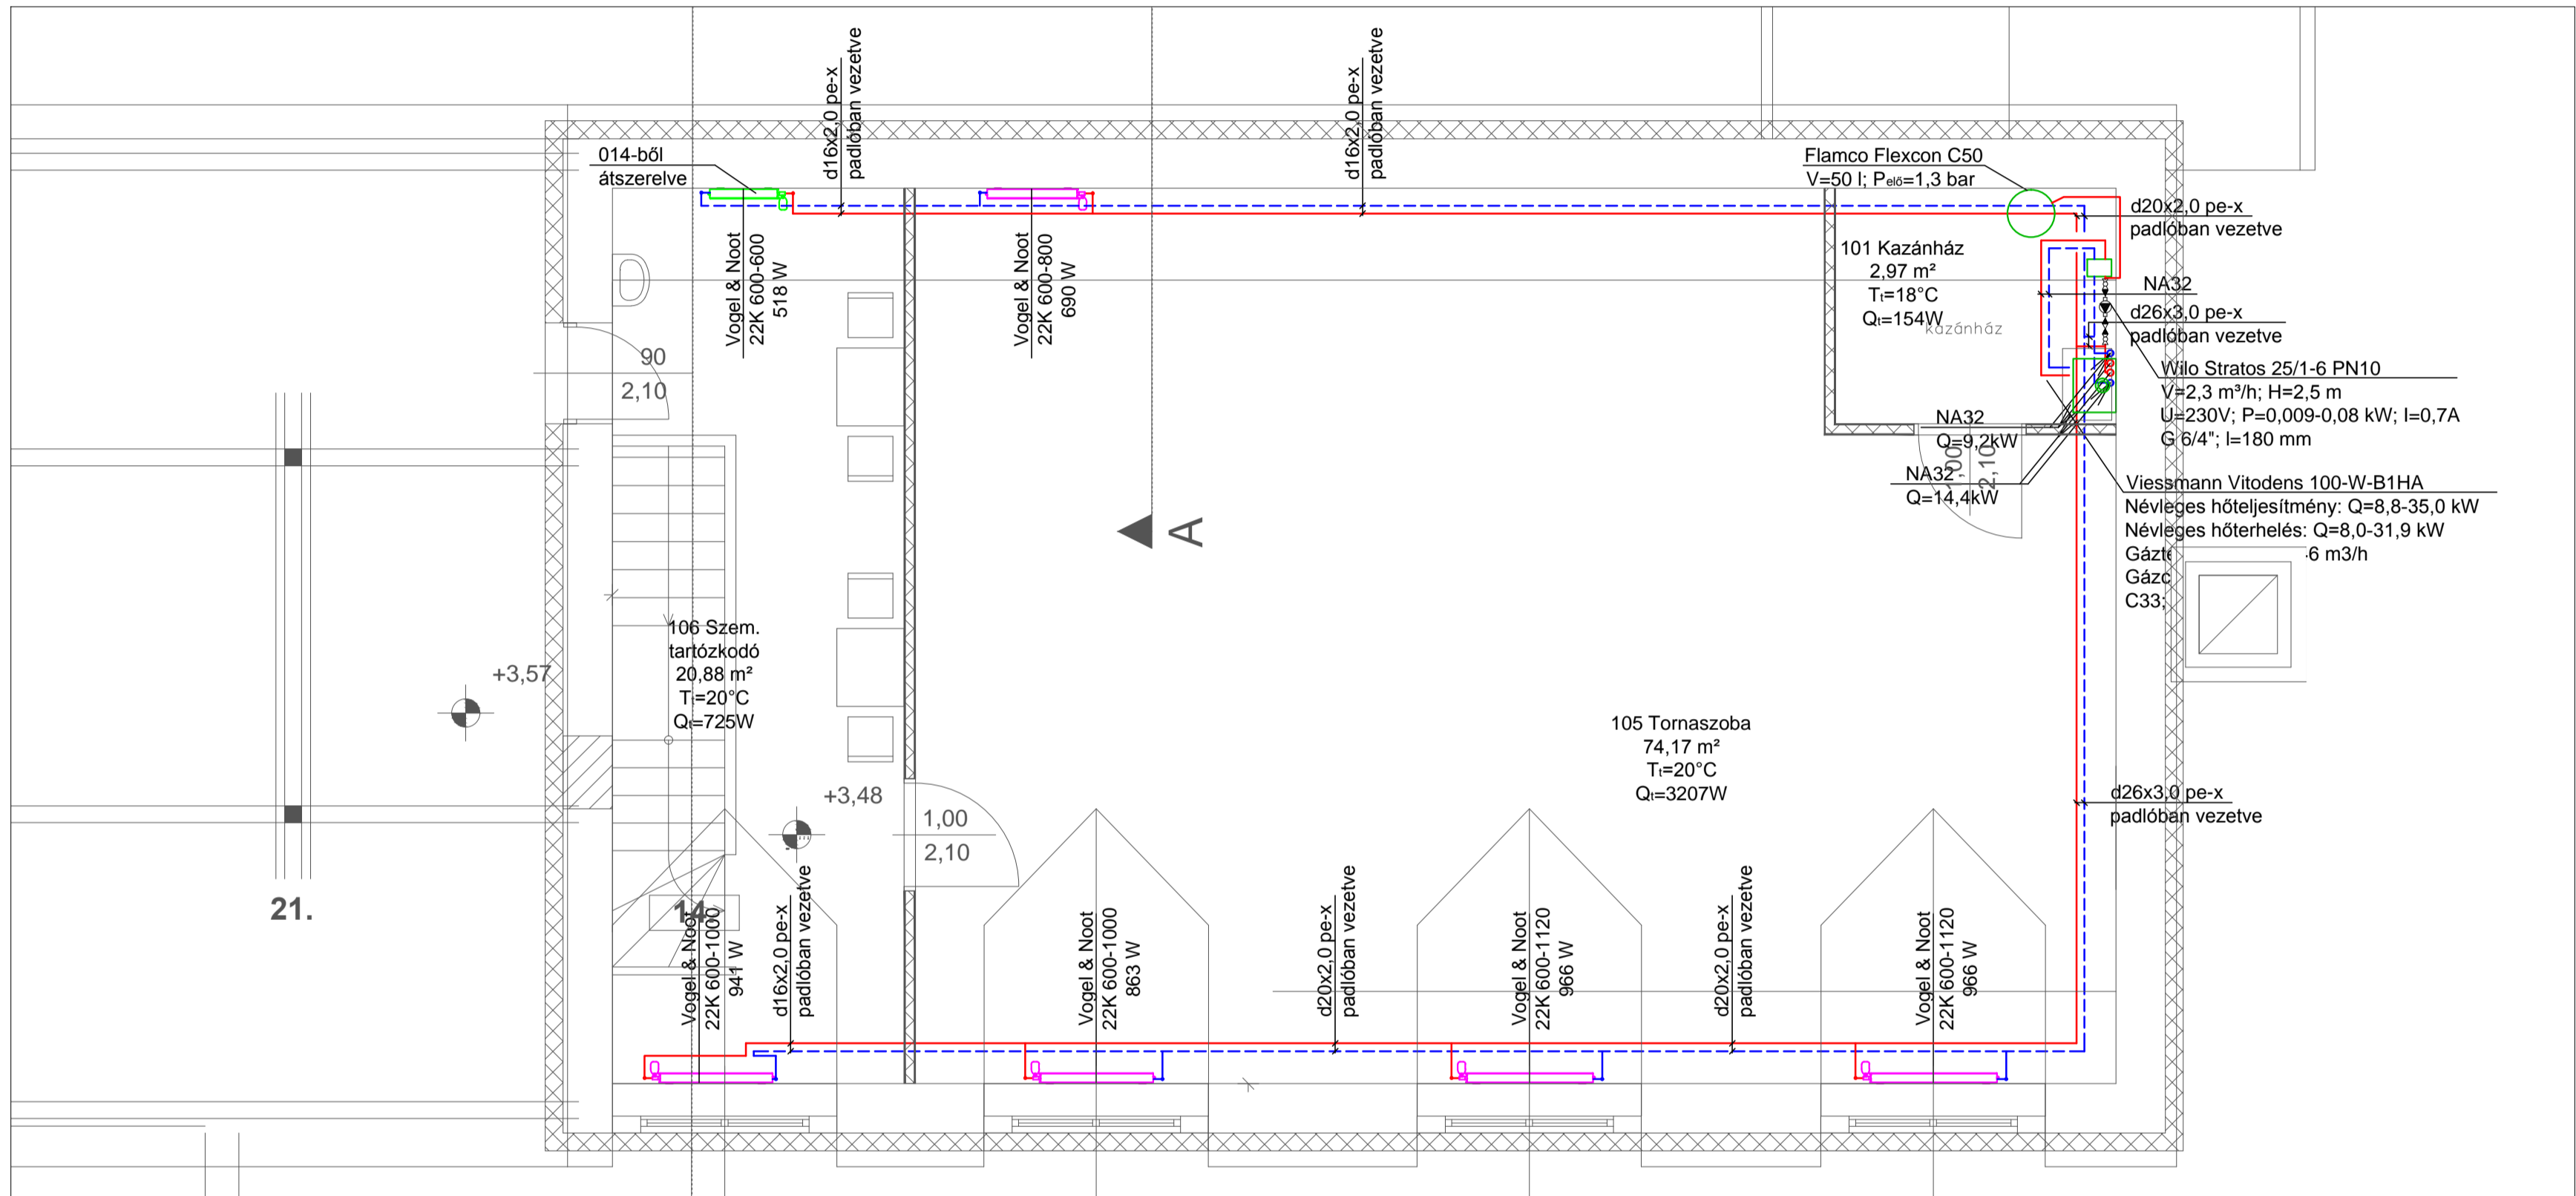 d16x2,0 pe-x
padlóban vezetve
d16x2,0 pe-x
padlóban vezetve
014-ből
átszerelve
Flamco Flexcon C50
V=50 l; Pelő=1,3 bar
d20x2,0 pe-x
padlóban vezetve
Vogel & Noot
22K 600-600
518 W
Vogel & Noot
22K 600-800
690 W
101 Kazánház
2,97 m²
Tt=18°C
Qt=154W
kazánház
NA32
d26x3,0 pe-x
padlóban vezetve
90
2,10
Wilo Stratos 25/1-6 PN10
V=2,3 m³/h; H=2,5 m
U=230V; P=0,009-0,08 kW; I=0,7A
G 6/4"; l=180 mm
NA32
Q=9,2kW
NA32
Q=14,4kW
,00
2,10
Viessmann Vitodens 100-W-B1HA
Névleges hőteljesítmény: Q=8,8-35,0 kW
Névleges hőterhelés: Q=8,0-31,9 kW
6 m3/h
C33;
A
106 Szem.
tartózkodó
20,88 m²
Tt=20°C
Qt=725W
+3,57
105 Tornaszoba
74,17 m²
Tt=20°C
Qt=3207W
+3,48
1,00
2,10
d26x3,0 pe-x
padlóban vezetve
21.
14.
Vogel & Noot
22K 600-1000
941 W
d16x2,0 pe-x
padlóban vezetve
Vogel & Noot
22K 600-1000
863 W
d20x2,0 pe-x
padlóban vezetve
Vogel & Noot
22K 600-1120
966 W
d20x2,0 pe-x
padlóban vezetve
Vogel & Noot
22K 600-1120
966 W